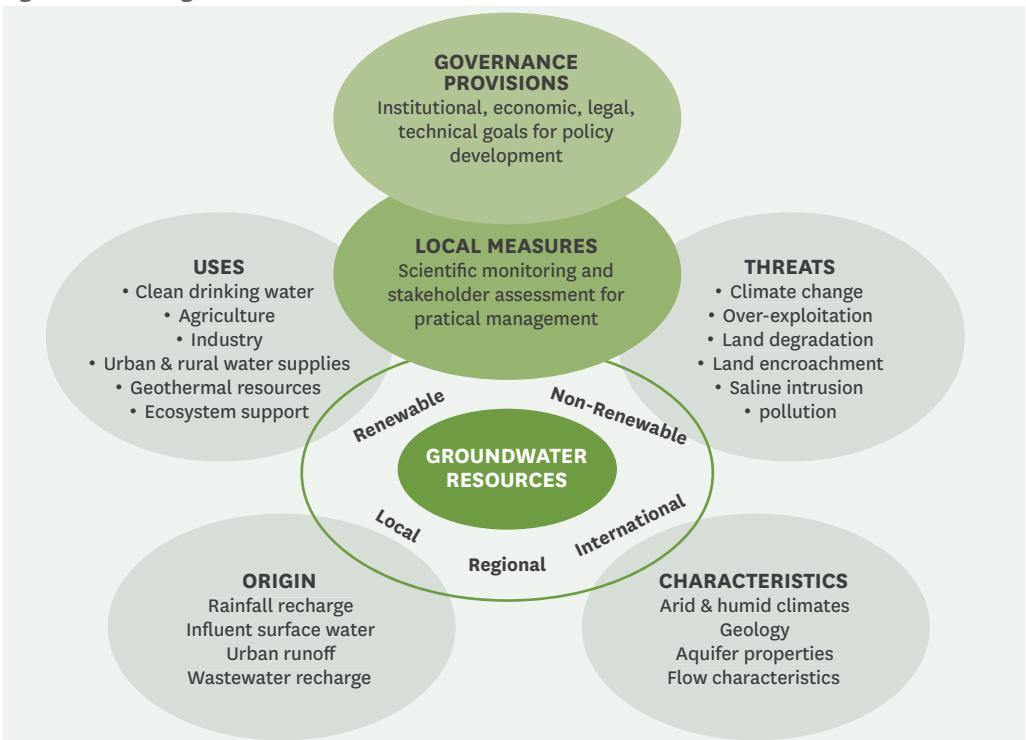 GOVERNANCE
PROVISIONS
Institutional, economic, legal,
technical goals for policy
development
LOCAL MEASURES
Scientific monitoring and
stakeholder assessment for
pratical management
USES
• Clean drinking water
• Agriculture
• Industry
• Urban & rural water supplies
• Geothermal resources
• Ecosystem support
THREATS
• Climate change
• Over-exploitation
• Land degradation
• Land encroachment
• Saline intrusion
• pollution
Renewable
Non-Renewable
GROUNDWATER
RESOURCES
Local
Regional
International
ORIGIN
Rainfall recharge
Influent surface water
Urban runoff
Wastewater recharge
CHARACTERISTICS
Arid & humid climates
Geology
Aquifer properties
Flow characteristics